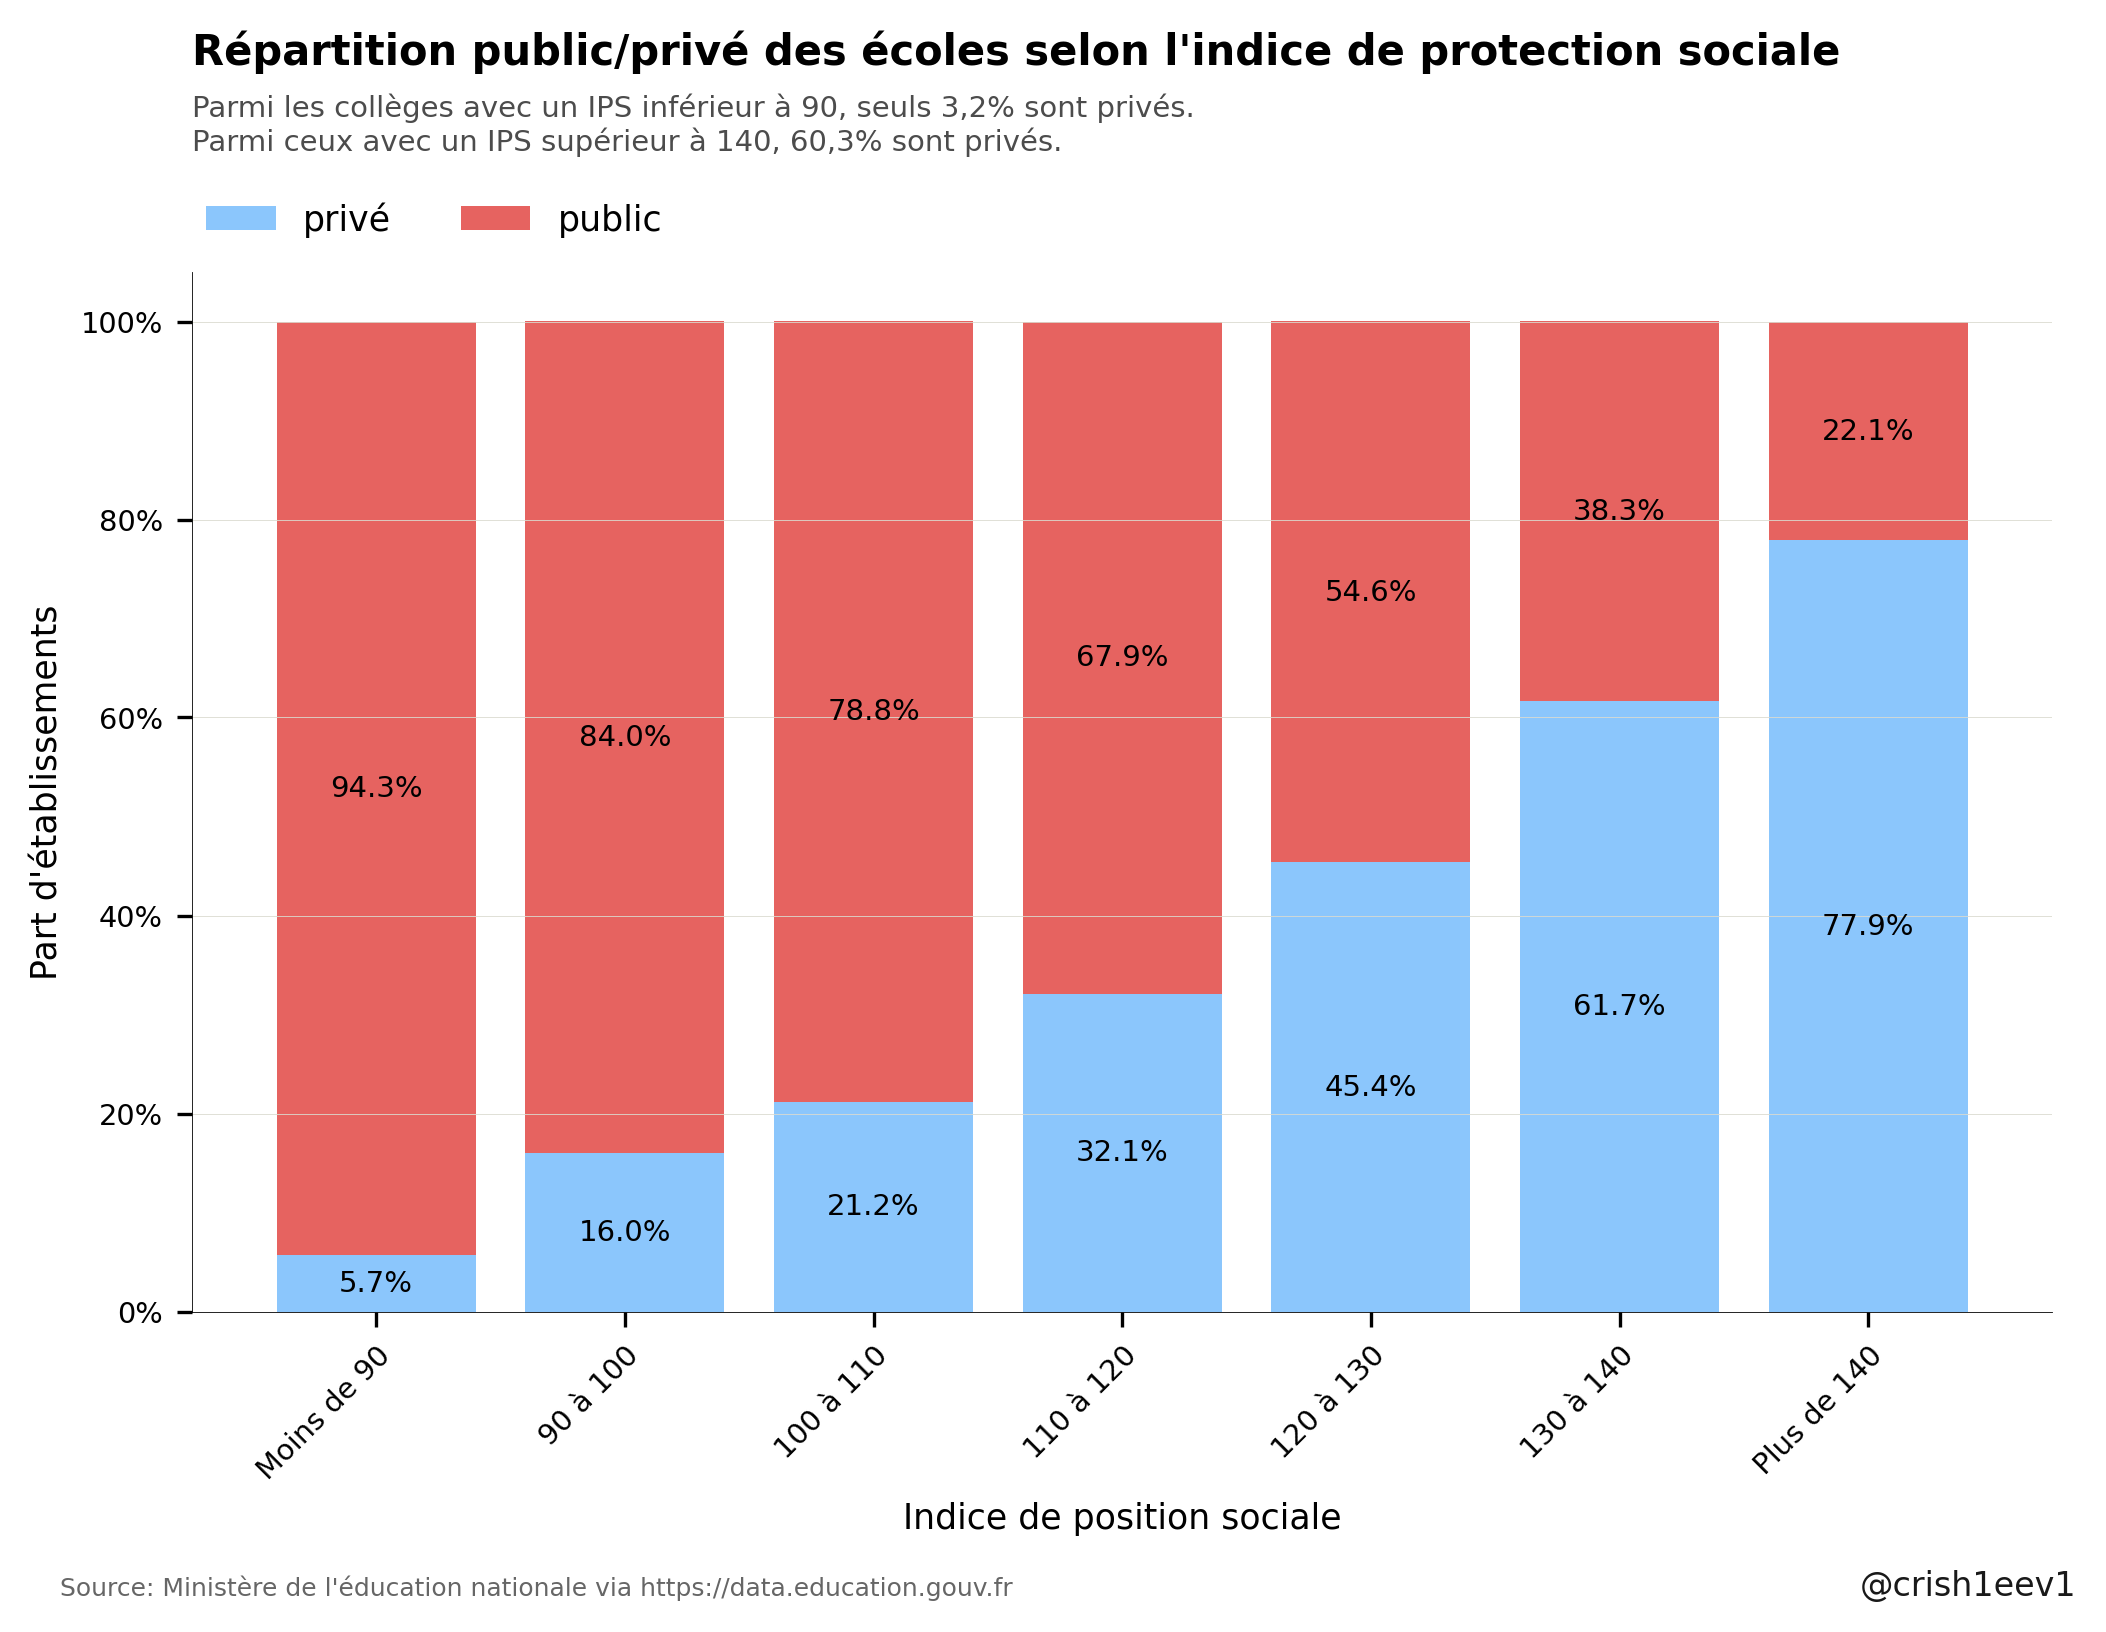 Répartition public/privé des écoles selon l'indice de protection sociale
Parmi les collèges avec un IPS inférieur à 90, seuls 3,2% sont privés.
Parmi ceux avec un IPS supérieur à 140, 60,3% sont privés.
privé public
Part d'établissements
100%
80%
60%
40%
20%
0%
94.3% 84.0% 78.8% 67.9% 54.6% 38.3% 22.1%
5.7% 16.0% 21.2% 32.1% 45.4% 61.7% 77.9%
Moins de 90 90 à 100 100 à 110 110 à 120 120 à 130 130 à 140 Plus de 140
Indice de position sociale
Source: Ministère de l'éducation nationale via https://data.education.gouv.fr
@crish1eev1